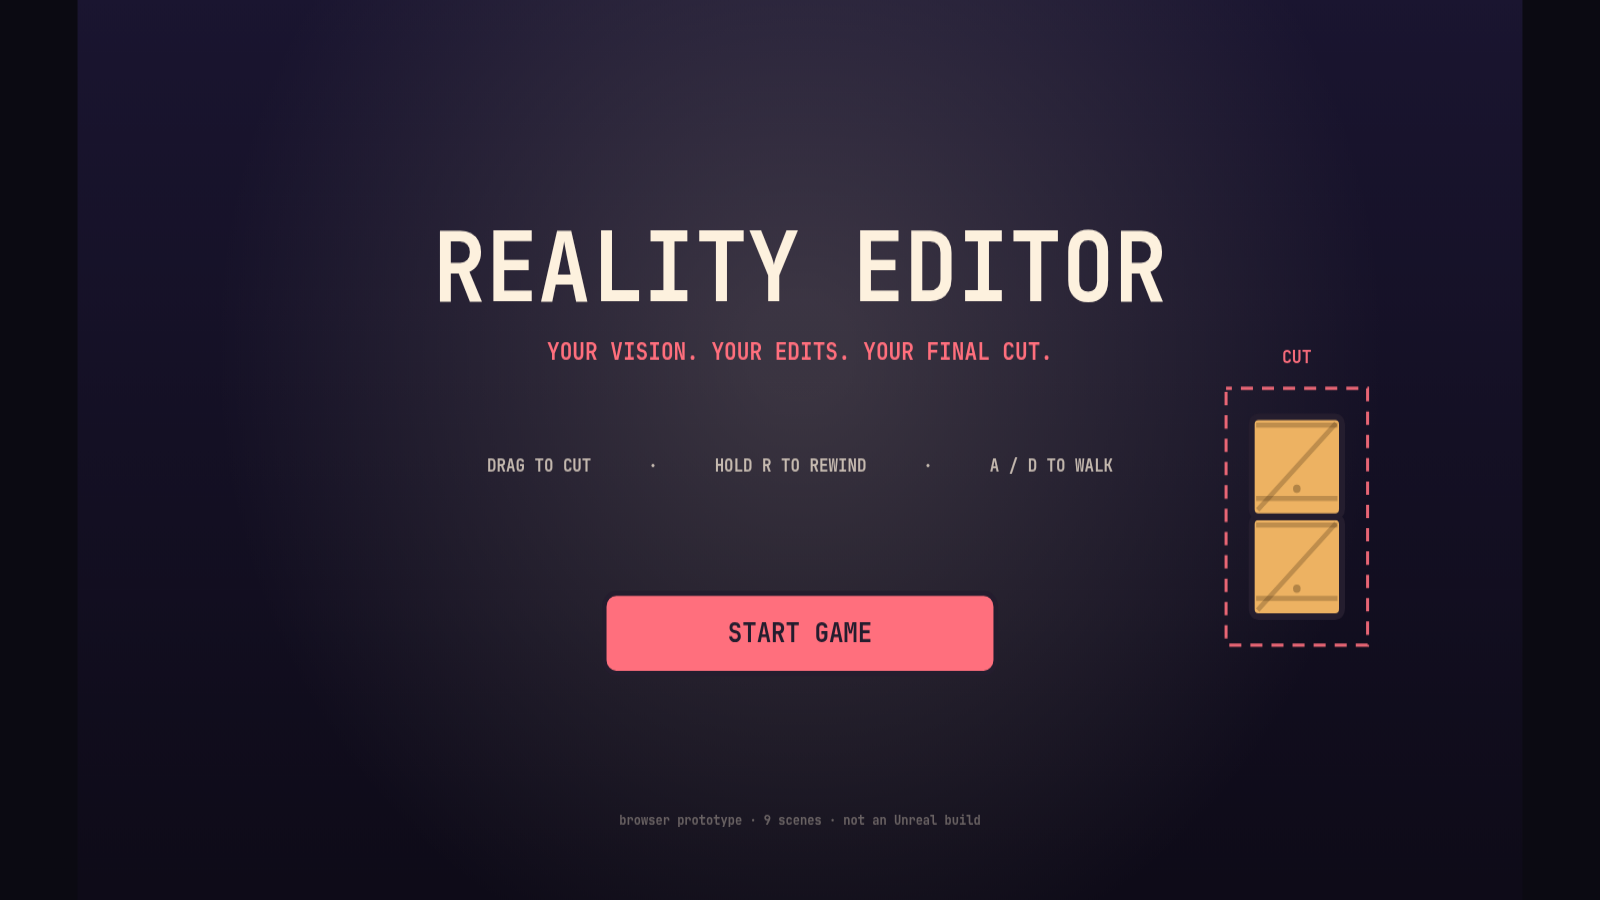 REALITY EDITOR
YOUR VISION. YOUR EDITS. YOUR FINAL CUT.
CUT
DRAG TO CUT · HOLD R TO REWIND · A / D TO WALK
START GAME
browser prototype · 9 scenes · not an Unreal build